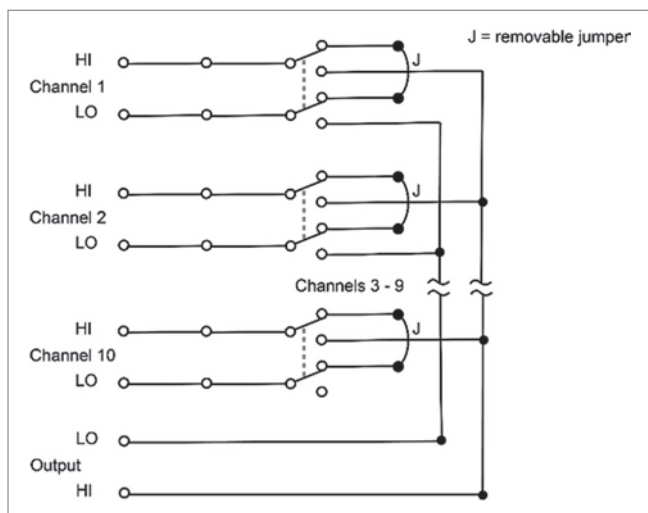 J = removable jumper
HI
J
Channel 1
LO
HI
J
Channel 2
LO
Channels 3 - 9
HI
J
Channel 10
LO
LO
Output
HI